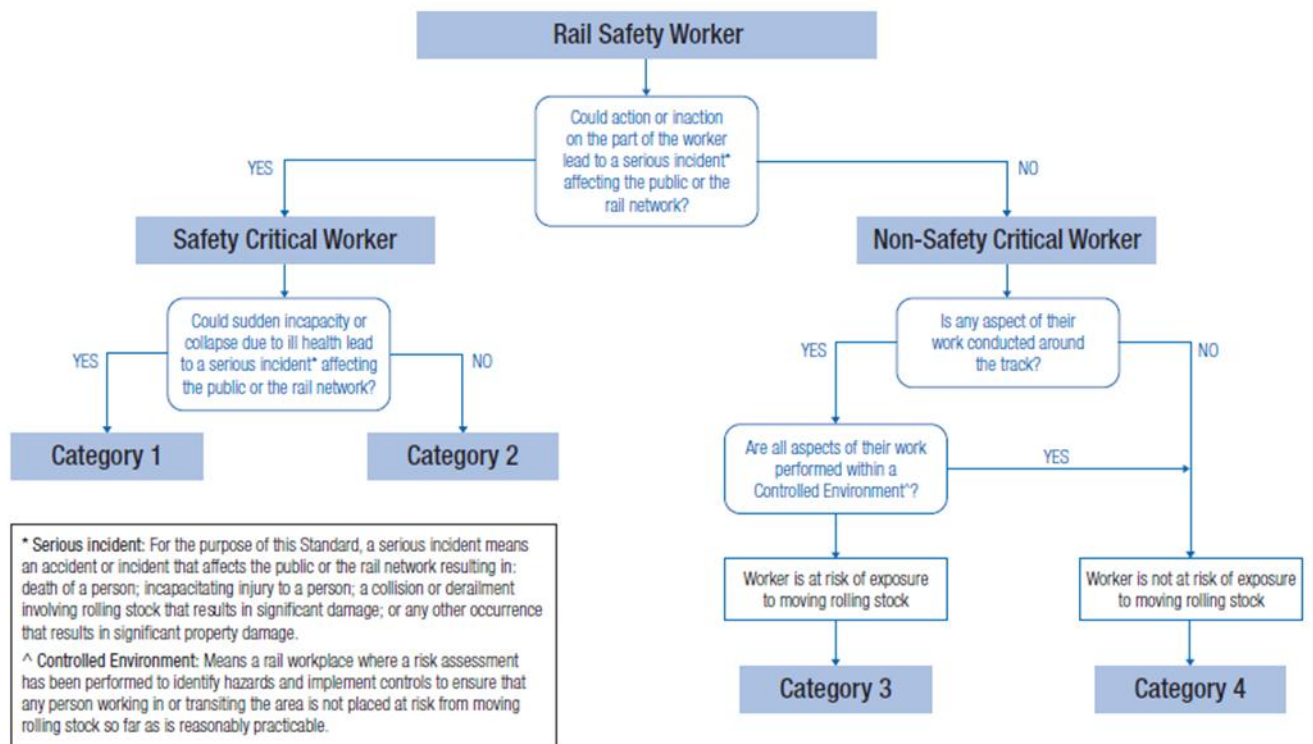 Rail Safety Worker
Could action or inaction
on the part of the worker
lead to a serious incident*
affecting the public or the
rail network?
YES
NO
Safety Critical Worker
Non-Safety Critical Worker
Could sudden incapacity or
collapse due to ill health lead
to a serious incident* affecting
the public or the rail network?
YES
NO
Is any aspect of their
work conducted around
the track?
YES
NO
Category 1
Category 2
Are all aspects of their work
performed within a
Controlled Environment^?
YES
* Serious incident: For the purpose of this Standard, a serious incident means
an accident or incident that affects the public or the rail network resulting in:
death of a person; incapacitating injury to a person; a collision or derailment
involving rolling stock that results in significant damage; or any other occurrence
that results in significant property damage.
^ Controlled Environment: Means a rail workplace where a risk assessment
has been performed to identify hazards and implement controls to ensure that
any person working in or transiting the area is not placed at risk from moving
rolling stock so far as is reasonably practicable.
Worker is at risk of exposure
to moving rolling stock
Worker is not at risk of exposure
to moving rolling stock
Category 3
Category 4